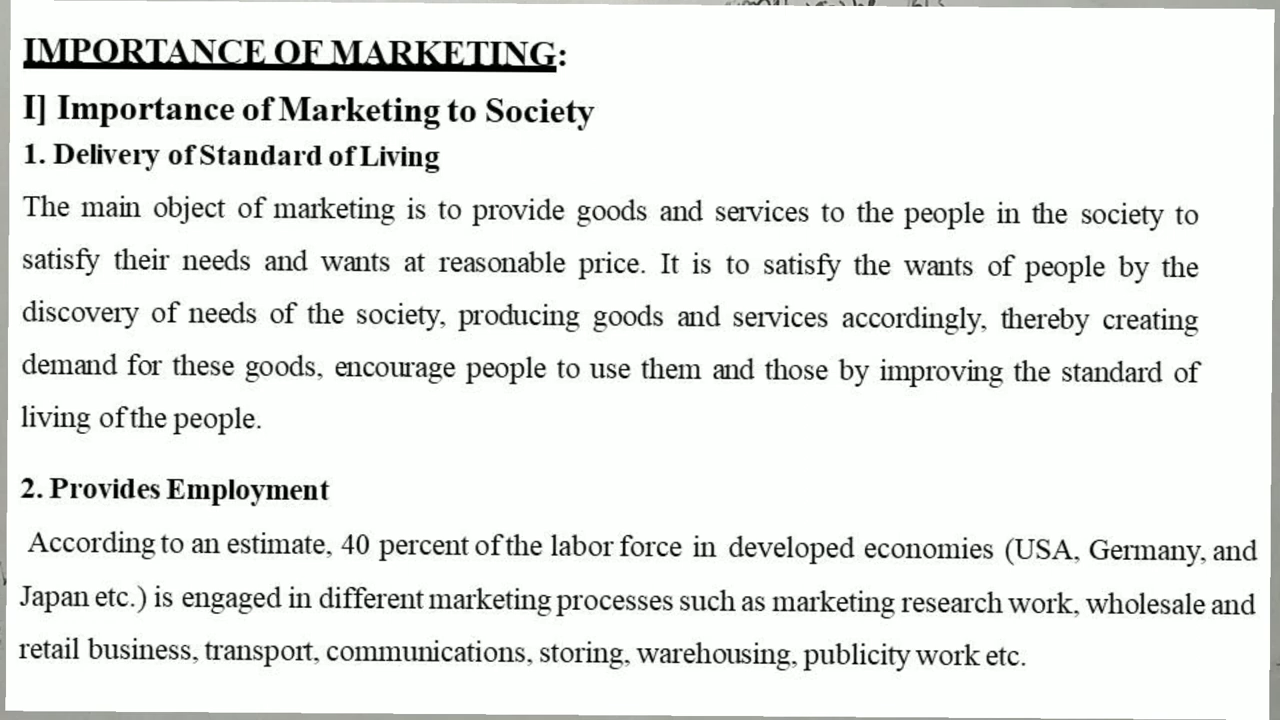 IMPORTANCE OF MARKETING:
I] Importance of Marketing to Society
1. Delivery of Standard of Living
The main object of marketing is to provide goods and services to the people in the society to
satisfy their needs and wants at reasonable price. It is to satisfy the wants of people by the
discovery of needs of the society, producing goods and services accordingly, thereby creating
demand for these goods, encourage people to use them and those by improving the standard of
living of the people.
2. Provides Employment
According to an estimate, 40 percent of the labor force in developed economies (USA, Germany, and
Japan etc.) is engaged in different marketing processes such as marketing research work, wholesale and
retail business, transport, communications, storing, warehousing, publicity work etc.